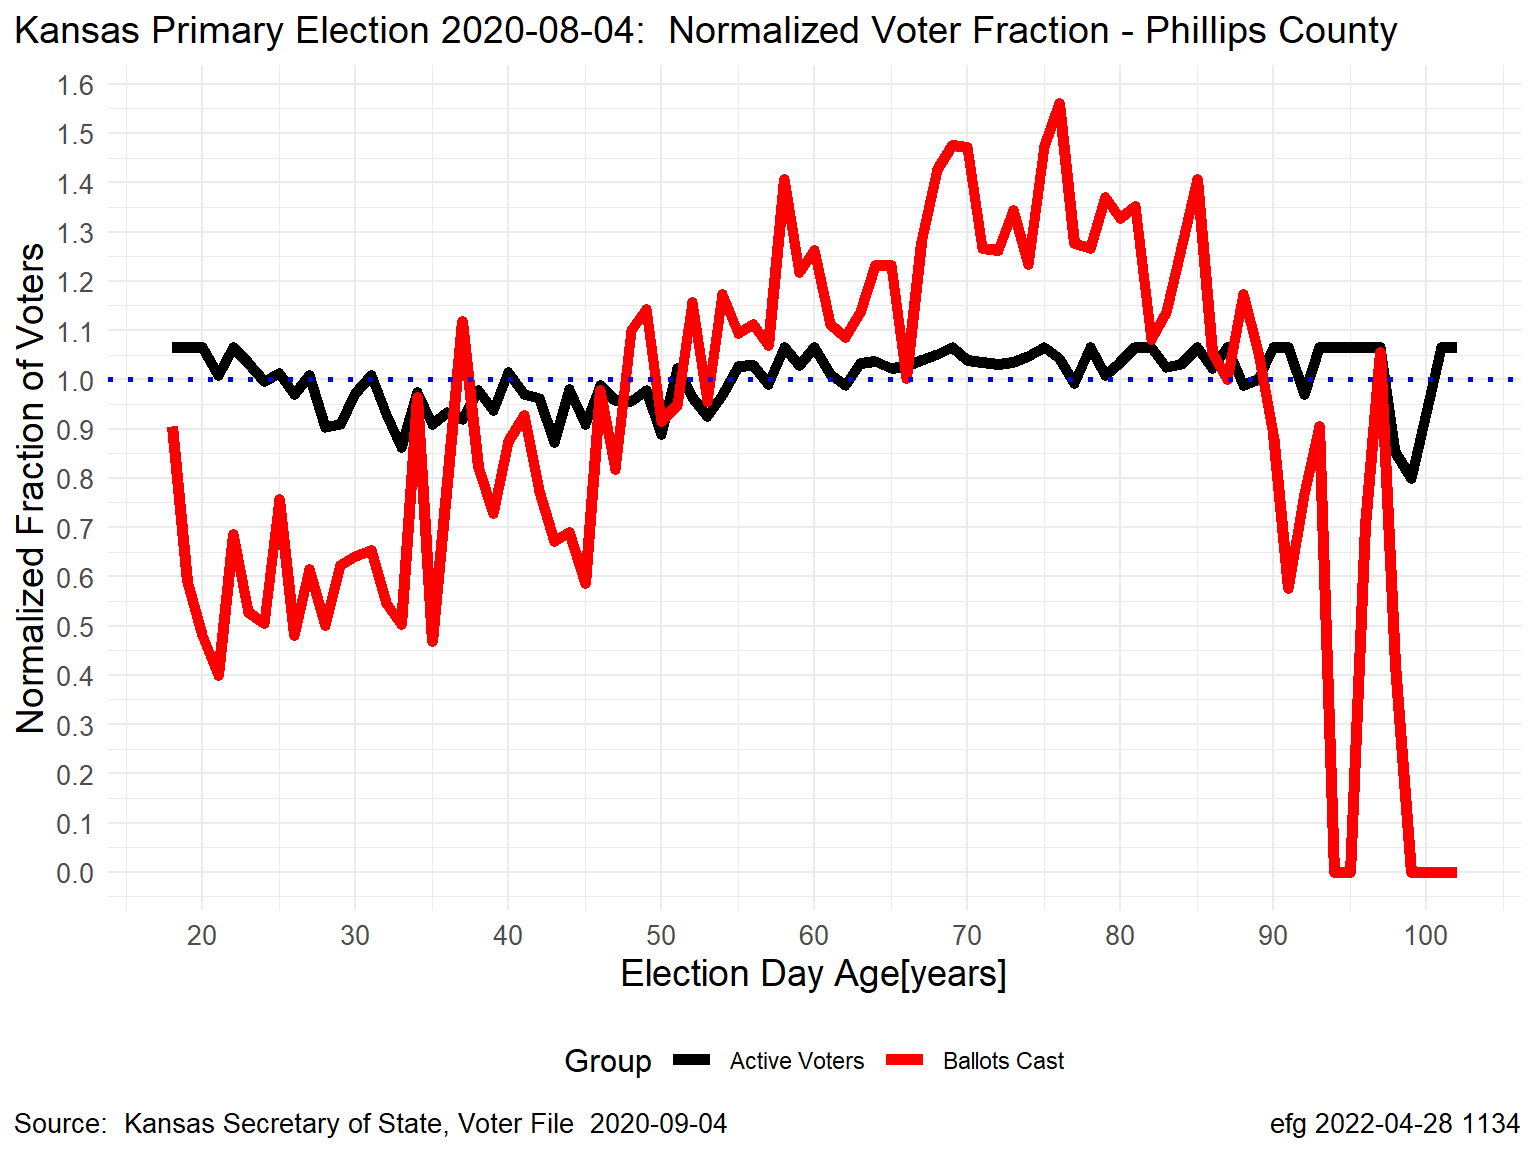 Kansas Primary Election 2020-08-04:  Normalized Voter Fraction - Phillips County
Normalized Fraction of Voters
1.6
1.5
1.4
1.3
1.2
1.1
1.0
0.9
0.8
0.7
0.6
0.5
0.4
0.3
0.2
0.1
0.0
20 30 40 50 60 70 80 90 100
Election Day Age[years]
Group Active Voters Ballots Cast
Source:  Kansas Secretary of State, Voter File  2020-09-04
efg 2022-04-28 1134